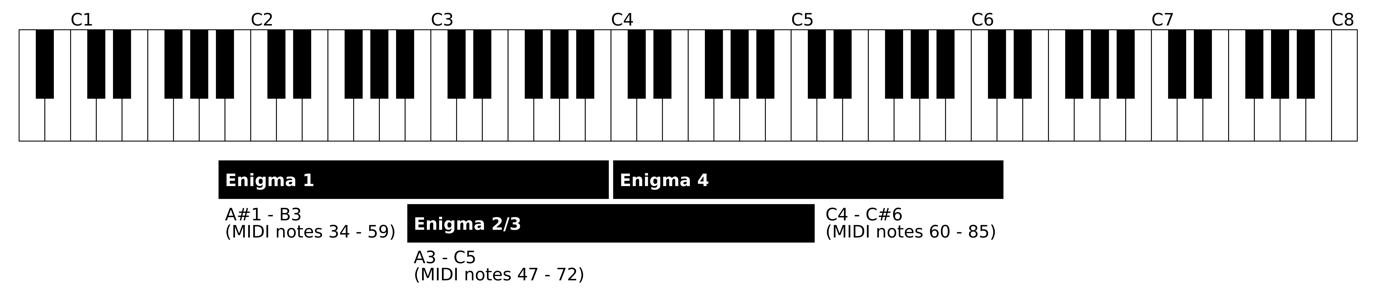 C1 C2 C3 C4 C5 C6 C7 C8
Enigma 1
Enigma 4
A#1 - B3
(MIDI notes 34 - 59)
Enigma 2/3
C4 - C#6
(MIDI notes 60 - 85)
A3 - C5
(MIDI notes 47 - 72)